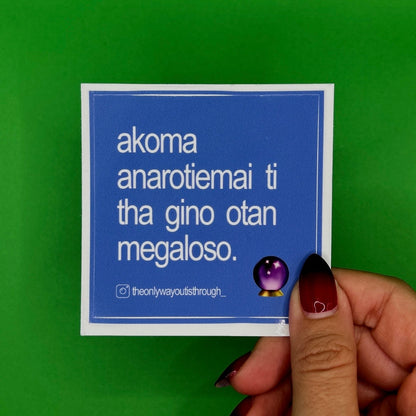 akoma
anarotiemai ti
tha gino otan
megaloso.
theonlywayoutisthrough_